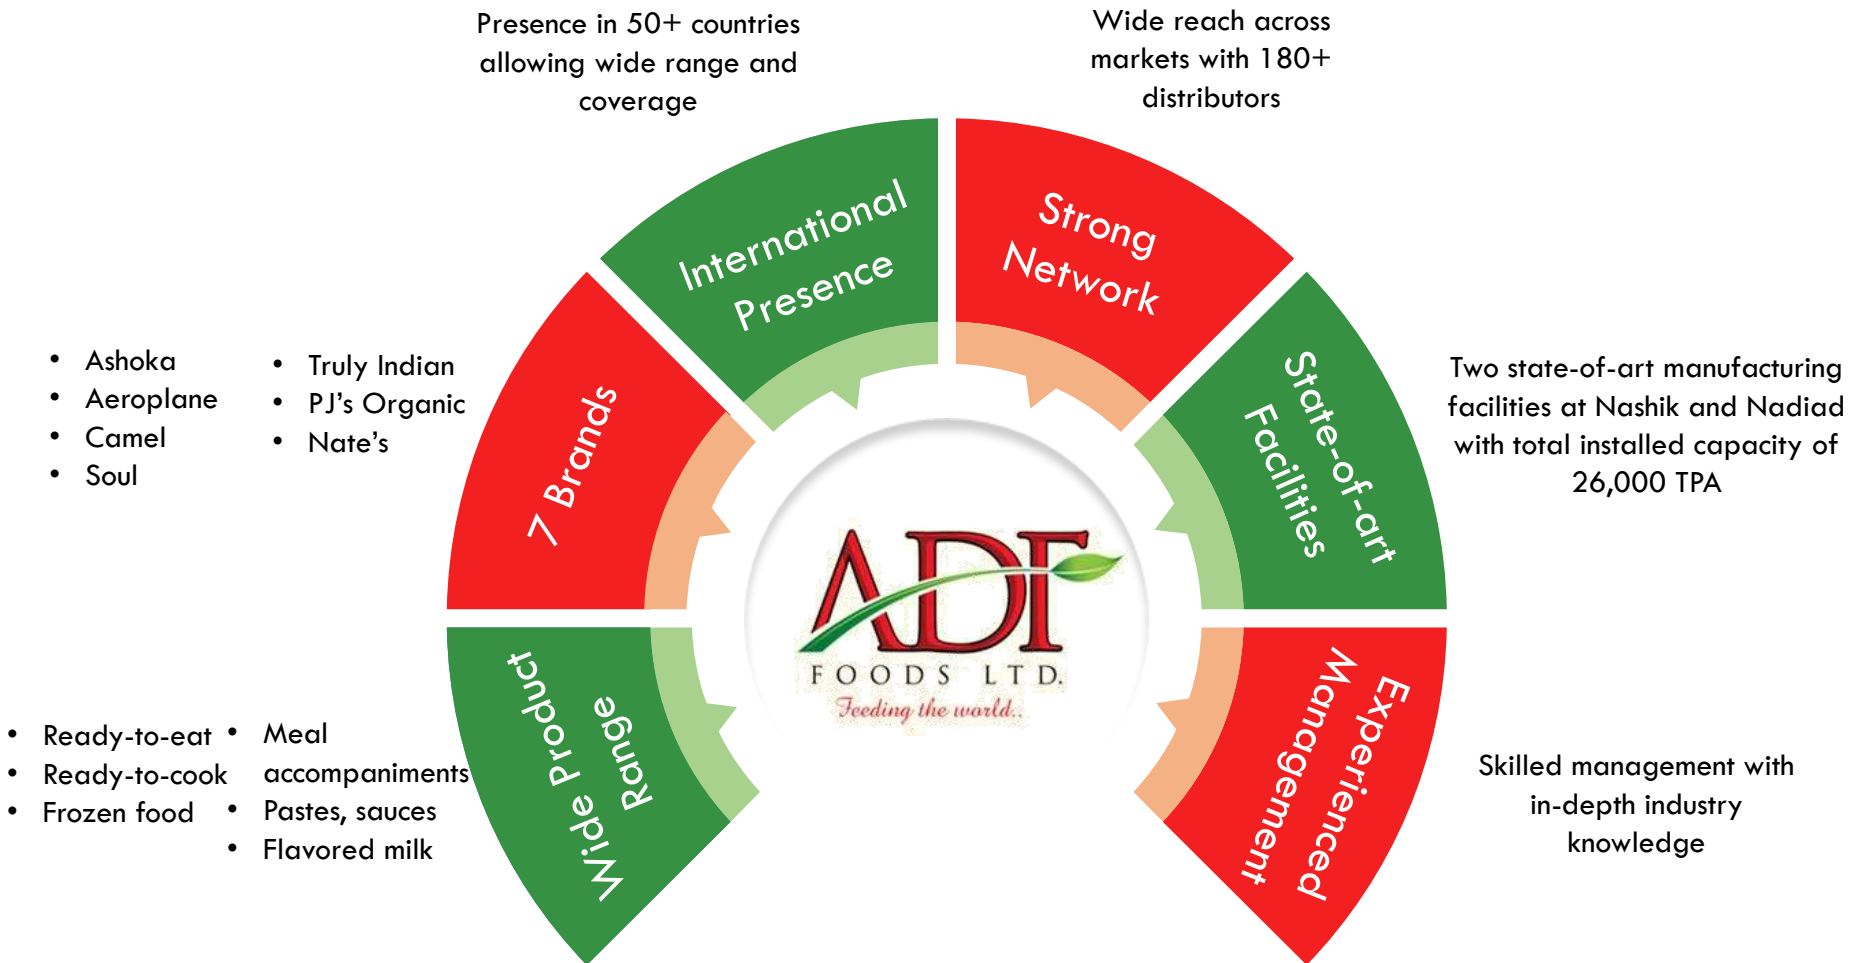 Presence in 50+ countries
allowing wide range and
coverage
Wide reach across
markets with 180+
distributors
International
Presence
Strong
Network
• Ashoka
• Aeroplane
• Camel
• Soul
• Truly Indian
• PJ's Organic
• Nate's
7 Brands
State-of-art
Facilities
Two state-of-art manufacturing
facilities at Nashik and Nadiad
with total installed capacity of
26,000 TPA
ADF
FOODS LTD.
Feeding the world..
• Ready-to-eat
• Ready-to-cook
• Frozen food
• Meal
accompaniments
• Pastes, sauces
• Flavored milk
Wide Product
Range
Experienced
Management
Skilled management with
in-depth industry
knowledge